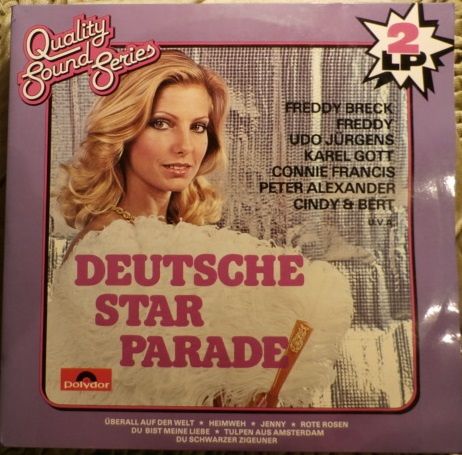 Quality
Sound
Series
2
LP
FREDDY BRECK
FREDDY
UDO JÜRGENS
KAREL GOTT
CONNIE FRANCIS
PETER ALEXANDER
CINDY & BERT
u.v.a.
DEUTSCHE
STAR
PARADE
Polydor
ÜBERALL AUF DER WELT ★ HEIMWEH ★ JENNY ★ ROTE ROSEN
DU BIST MEINE LIEBE ★ TULPEN AUS AMSTERDAM
DU SCHWARZER ZIGEUNER